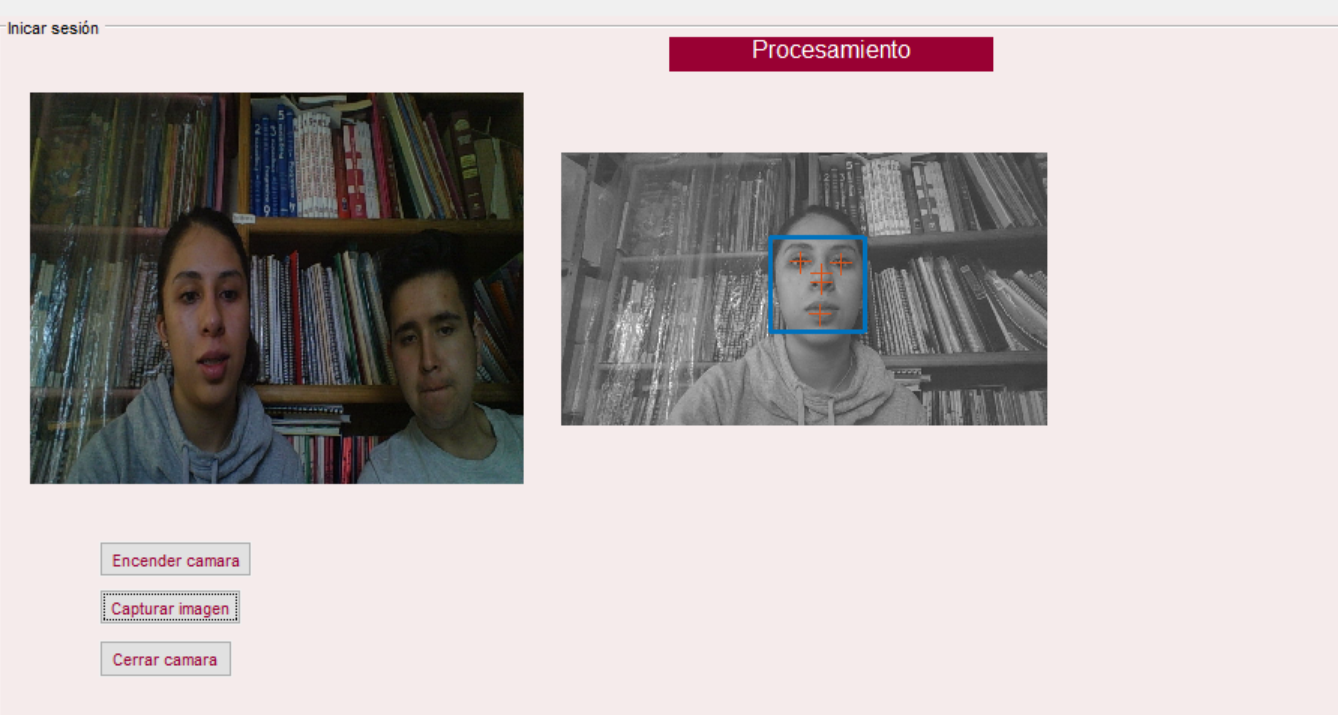 Inicar sesión
Procesamiento
Encender camara
Capturar imagen
Cerrar camara